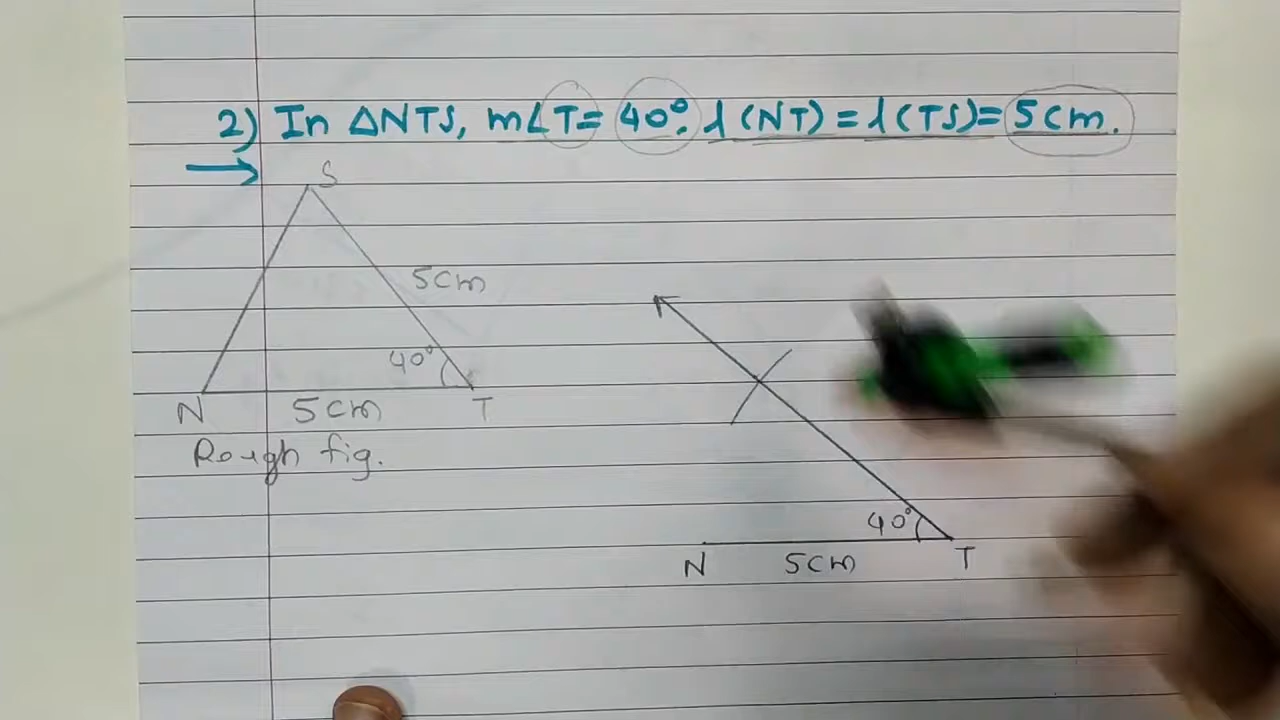 2) In ΔNTS, m∠T= 40°. l(NT) = l(TS)= 5cm.
S
5cm
40°
N 5cm T
Rough fig.
40°
N 5cm T